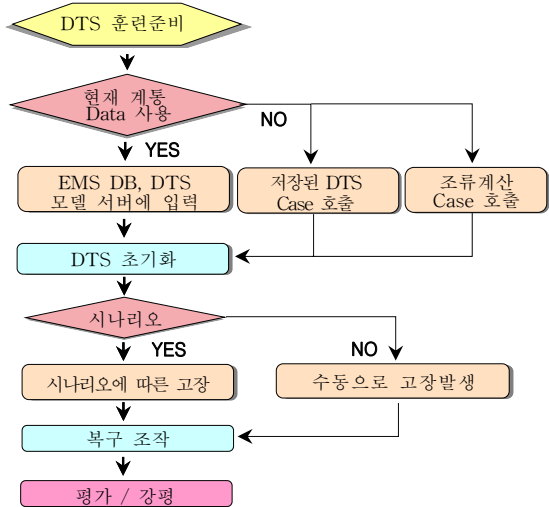 DTS 훈련준비
현재 계통
Data 사용
NO
YES
EMS DB, DTS
모델 서버에 입력
저장된 DTS
Case 호출
조류계산
Case 호출
DTS 초기화
시나리오
YES
NO
시나리오에 따른 고장
수동으로 고장발생
복구 조작
평가 / 강평